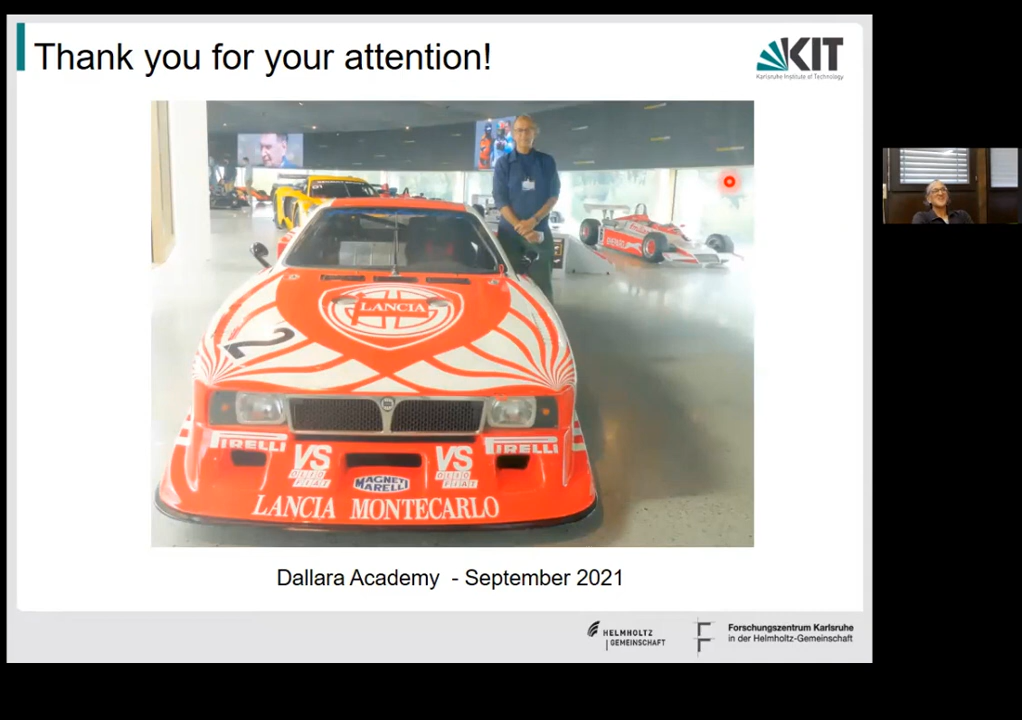 Thank you for your attention!
KIT
Karlsruhe Institute of Technology
LANCIA
2
PIRELLI
PIRELLI
VS
VS
MAGNETI
MARELLI
LANCIA MONTECARLO
Dallara Academy - September 2021
HELMHOLTZ
GEMEINSCHAFT
Forschungszentrum Karlsruhe
in der Helmholtz-Gemeinschaft